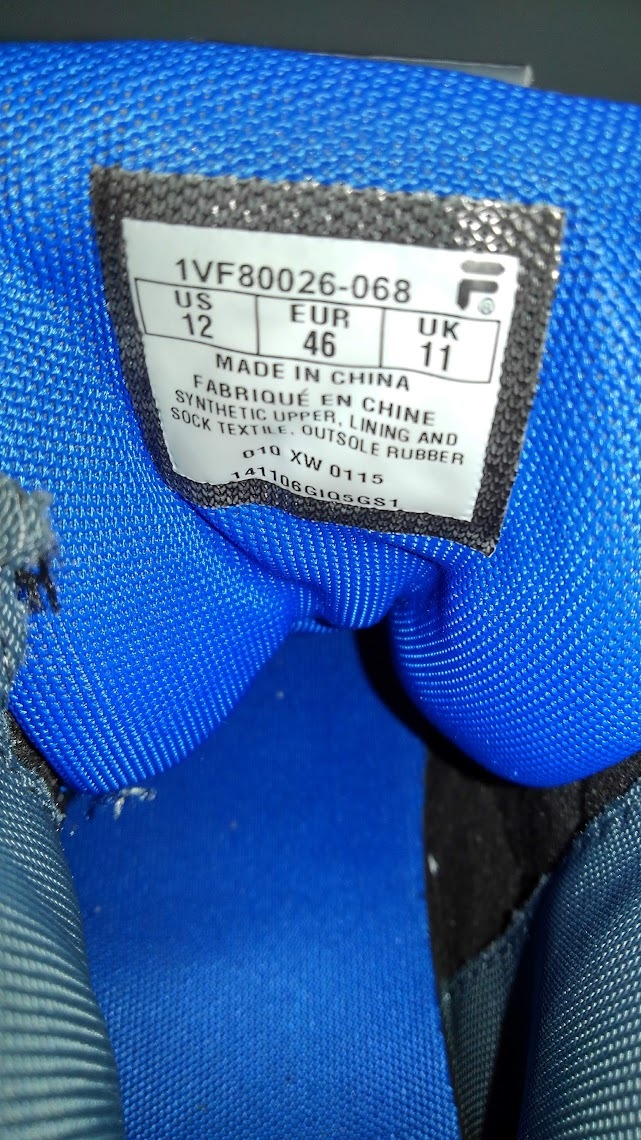 1VF80026-068
US EUR UK
12 46 11
MADE IN CHINA
FABRIQUÉ EN CHINE
SYNTHETIC UPPER, LINING AND
SOCK TEXTILE. OUTSOLE RUBBER
010 XW 0115
141106GIQ5GS1